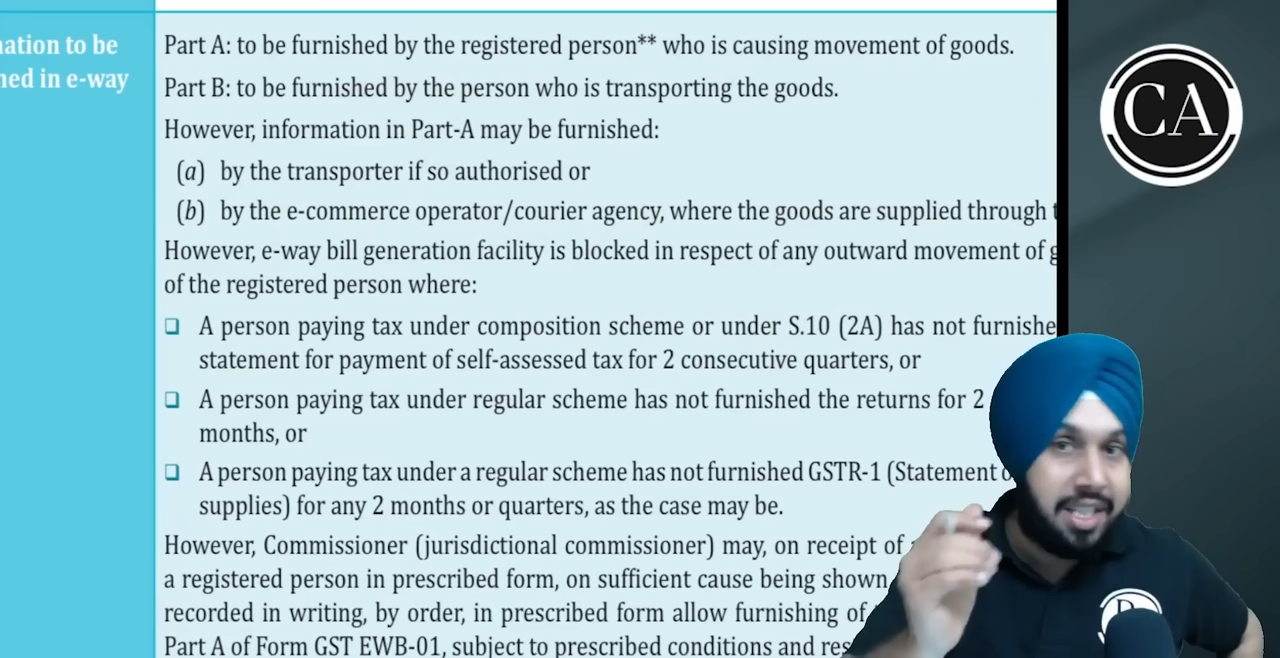 ation to be
ned in e-way
Part A: to be furnished by the registered person** who is causing movement of goods.
Part B: to be furnished by the person who is transporting the goods.
However, information in Part-A may be furnished:
(a) by the transporter if so authorised or
(b) by the e-commerce operator/courier agency, where the goods are supplied through
However, e-way bill generation facility is blocked in respect of any outward movement of
of the registered person where:
❑ A person paying tax under composition scheme or under S.10 (2A) has not furnishe
statement for payment of self-assessed tax for 2 consecutive quarters, or
❑ A person paying tax under regular scheme has not furnished the returns for 2
months, or
❑ A person paying tax under a regular scheme has not furnished GSTR-1 (Statement
supplies) for any 2 months or quarters, as the case may be.
However, Commissioner (jurisdictional commissioner) may, on receipt of
a registered person in prescribed form, on sufficient cause being shown
recorded in writing, by order, in prescribed form allow furnishing of
Part A of Form GST EWB-01, subject to prescribed conditions and res
CA